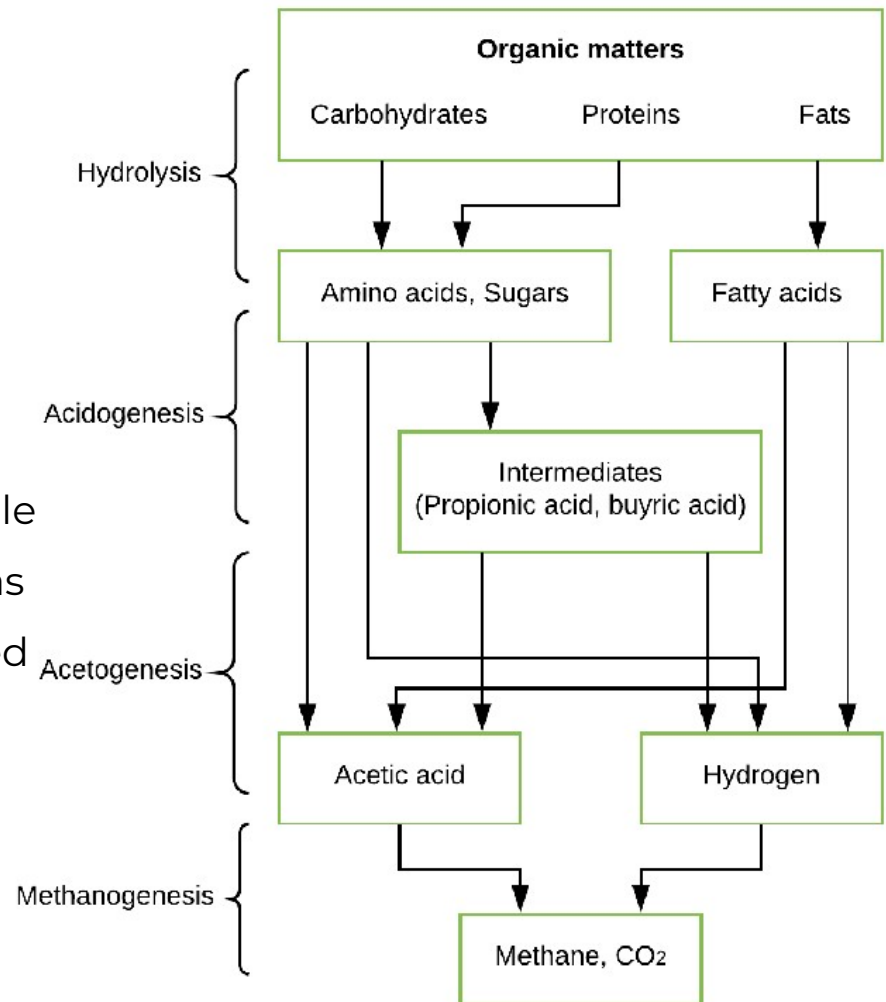 Organic matters
Carbohydrates Proteins Fats
Hydrolysis
Amino acids, Sugars Fatty acids
Acidogenesis
Intermediates
(Propionic acid, buyric acid)
Acetogenesis
Acetic acid Hydrogen
Methanogenesis
Methane, CO₂